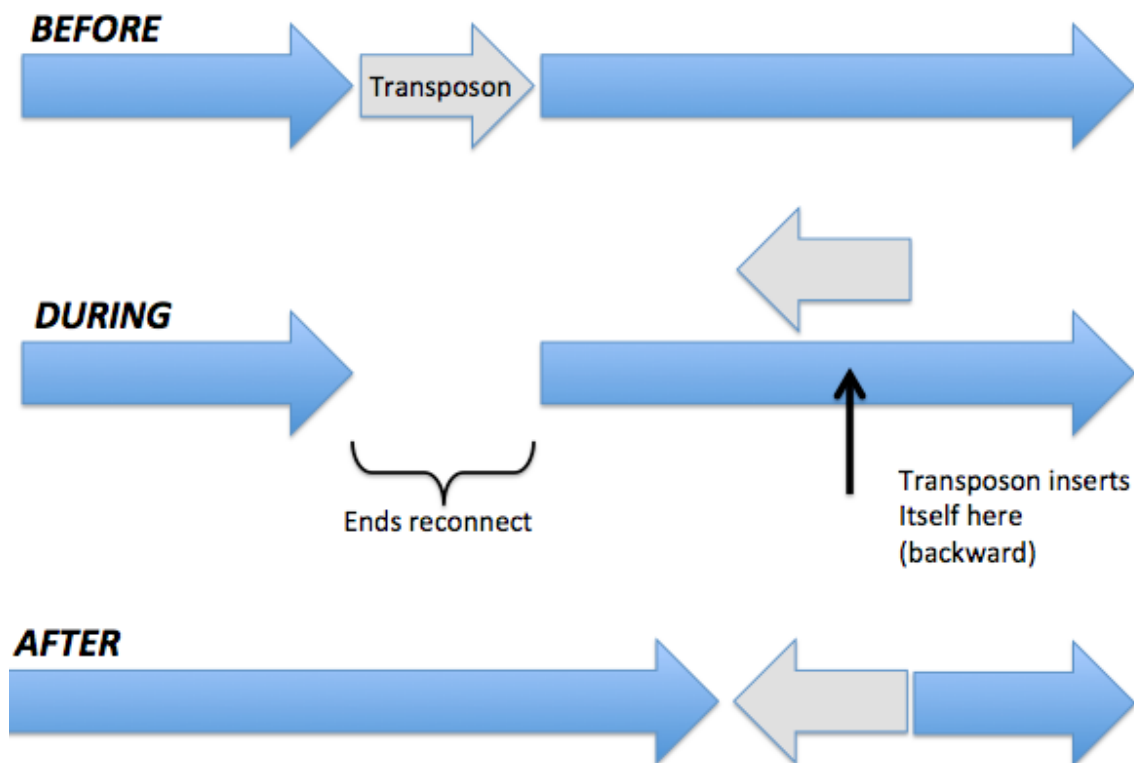 BEFORE
Transposon
DURING
Ends reconnect
Transposon inserts
Itself here
(backward)
AFTER